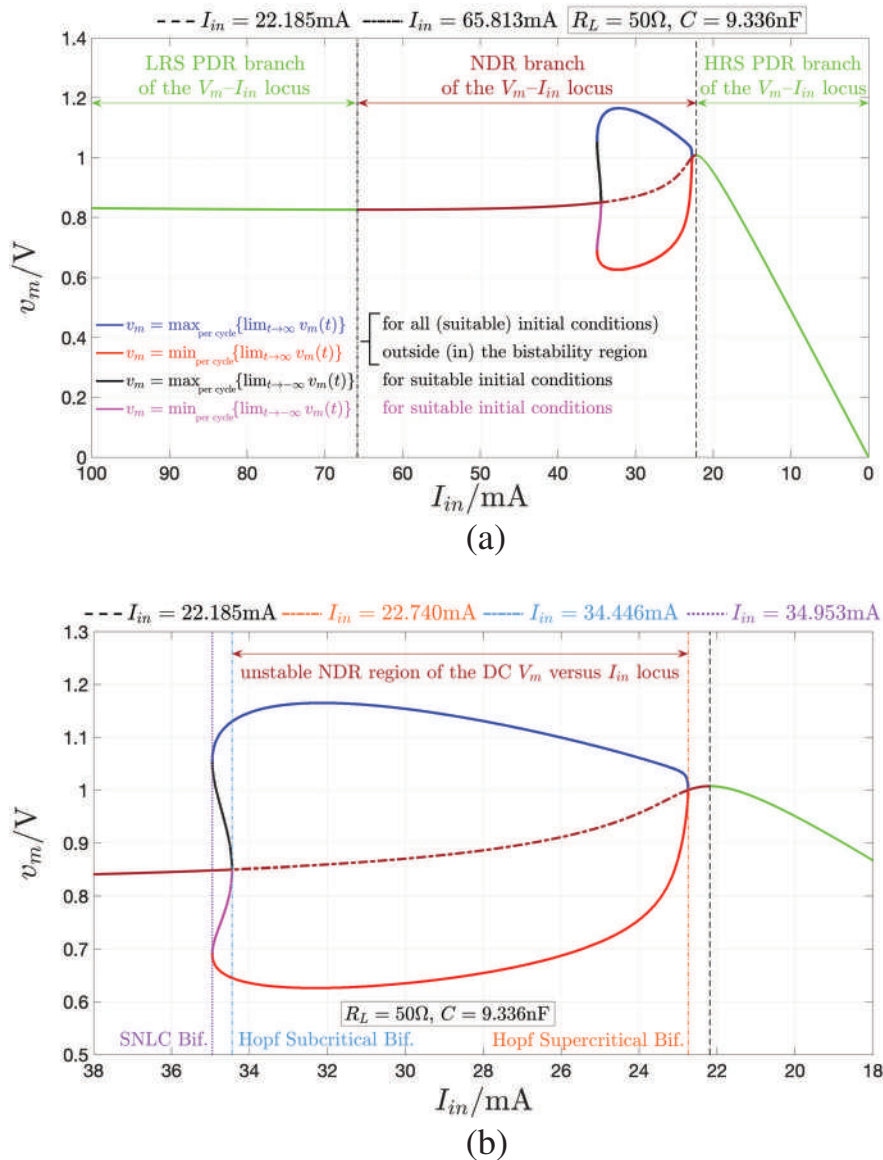 I_in = 22.185mA I_in = 65.813mA R_L = 50Ω, C = 9.336nF
1.4
1.2
1
0.8
0.6
0.4
0.2
0
v_m/V
LRS PDR branch
of the V_m–I_in locus
NDR branch
of the V_m–I_in locus
HRS PDR branch
of the V_m–I_in locus
v_m = max_per cycle{lim_t→∞ v_m(t)}
v_m = min_per cycle{lim_t→∞ v_m(t)}
v_m = max_per cycle{lim_t→−∞ v_m(t)}
v_m = min_per cycle{lim_t→−∞ v_m(t)}
for all (suitable) initial conditions)
outside (in) the bistability region
for suitable initial conditions
for suitable initial conditions
100 90 80 70 60 50 40 30 20 10 0
I_in/mA
(a)
I_in = 22.185mA I_in = 22.740mA I_in = 34.446mA I_in = 34.953mA
1.3
1.2
1.1
1
0.9
0.8
0.7
0.6
0.5
v_m/V
unstable NDR region of the DC V_m versus I_in locus
R_L = 50Ω, C = 9.336nF
SNLC Bif. Hopf Subcritical Bif. Hopf Supercritical Bif.
38 36 34 32 30 28 26 24 22 20 18
I_in/mA
(b)